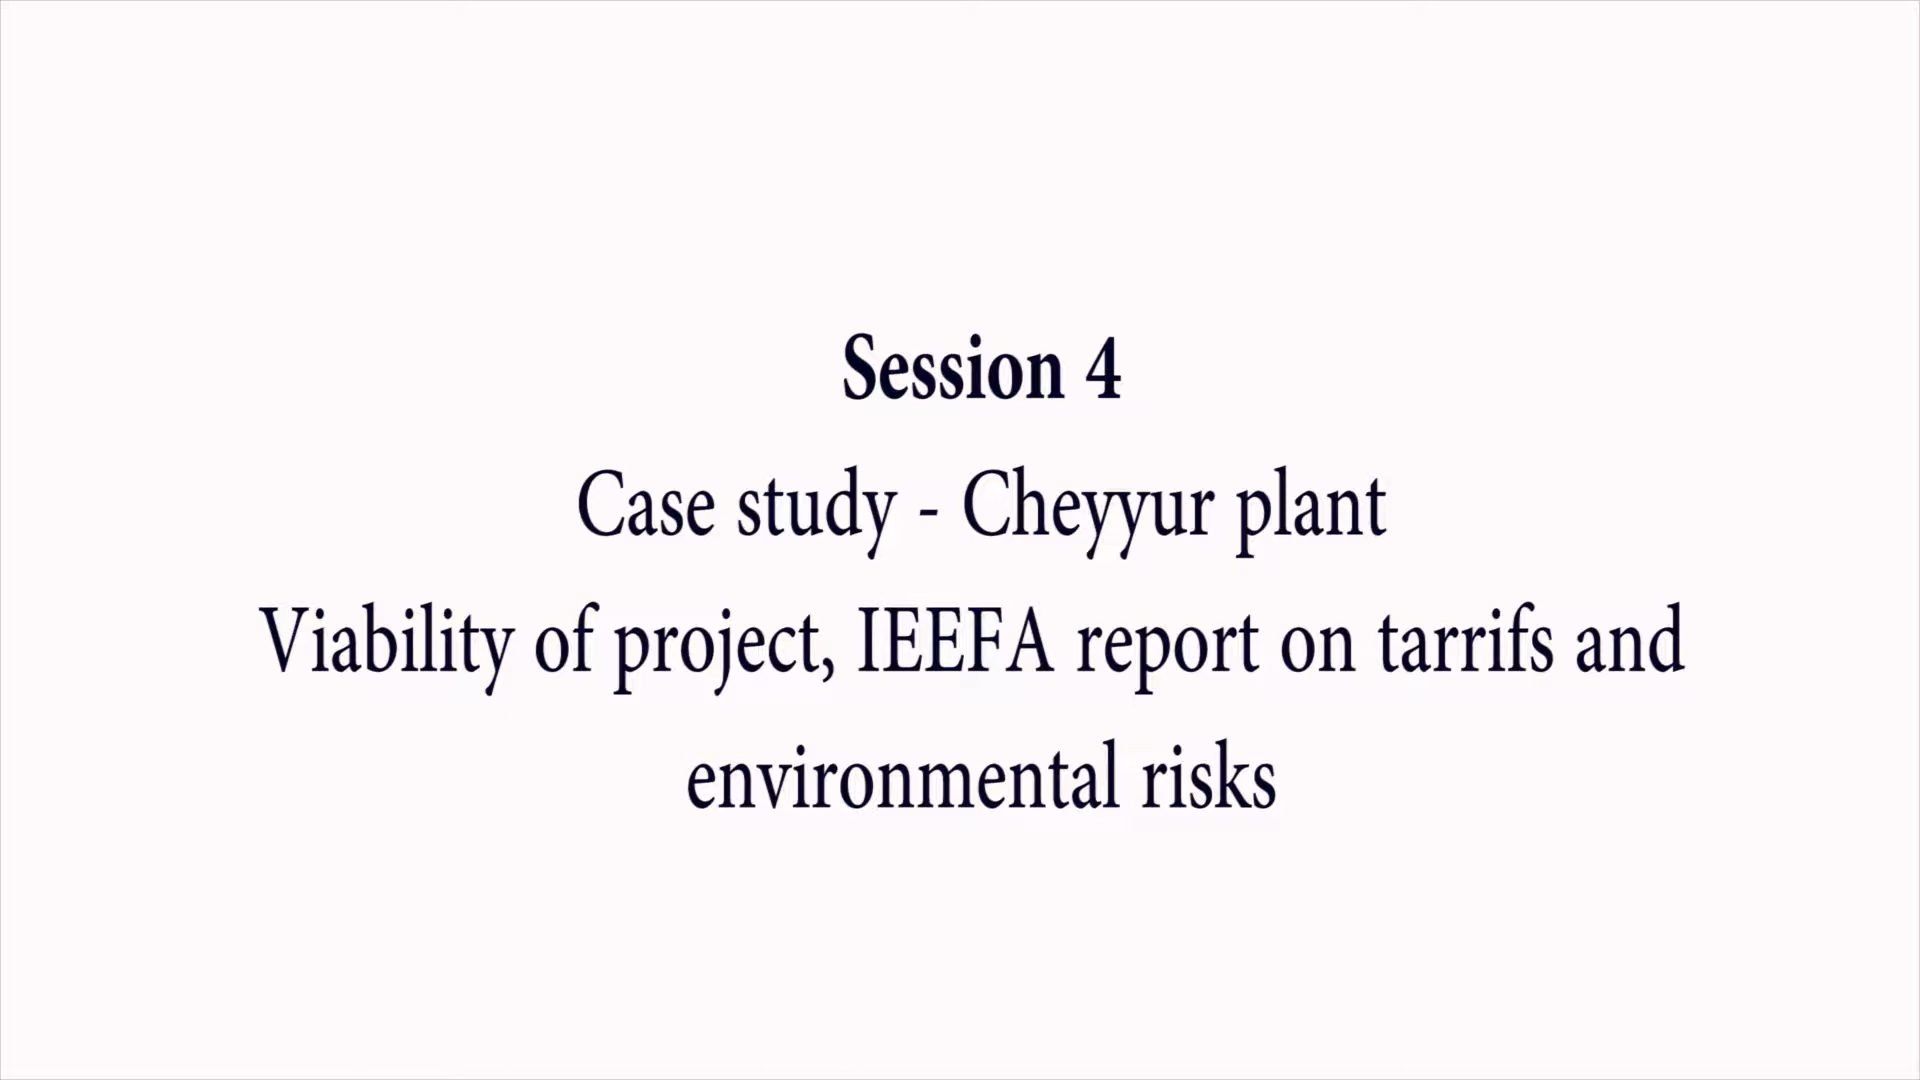 Session 4
Case study - Cheyyur plant
Viability of project, IEEFA report on tarrifs and
environmental risks